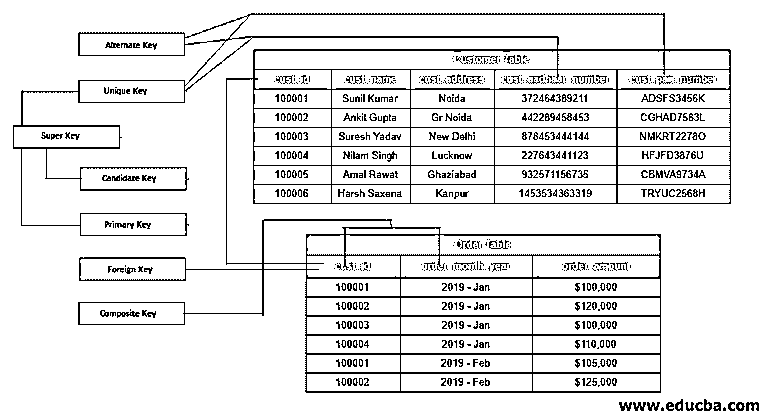 Alternate Key
Unique Key
Super Key
Candidate Key
Primary Key
Foreign Key
Composite Key
Customer Table
cust_id cust_name cust_address cust_aadhaar_number cust_pan_number
100001 Sunil Kumar Noida 372464389211 ADSFS3456K
100002 Ankit Gupta Gr Noida 442289458453 CGHAD7583L
100003 Suresh Yadav New Delhi 878453444144 NMKRT2278O
100004 Nilam Singh Lucknow 227643441123 HFJFD3876U
100005 Amal Rawat Ghaziabad 932571156735 CBMVA9734A
100006 Harsh Saxena Kanpur 1453534363319 TRYUC2568H
Order Table
cust_id order_month_year order_amount
100001 2019 - Jan $100,000
100002 2019 - Jan $120,000
100003 2019 - Jan $100,000
100004 2019 - Jan $110,000
100001 2019 - Feb $105,000
100002 2019 - Feb $125,000
www.educba.com